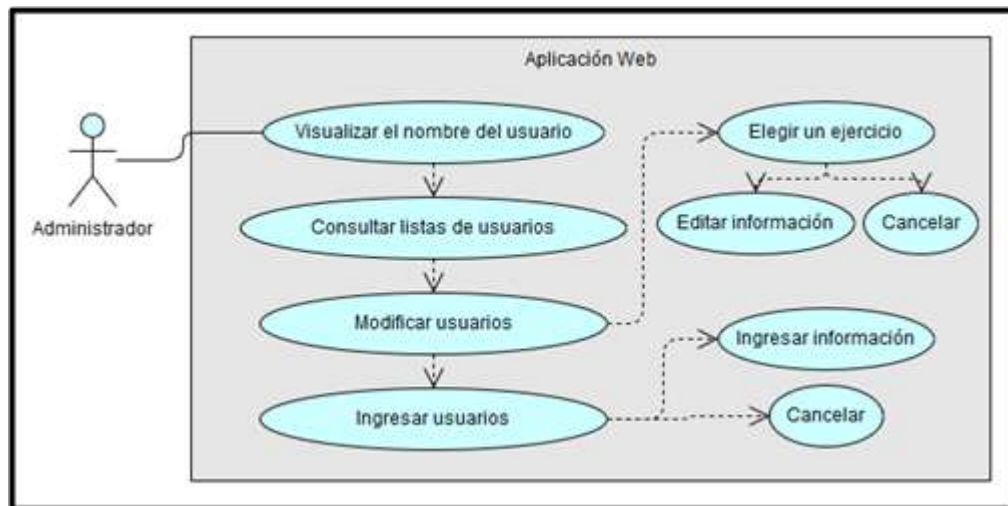 Aplicación Web
Visualizar el nombre del usuario
Elegir un ejercicio
Administrador
Consultar listas de usuarios
Editar información
Cancelar
Modificar usuarios
Ingresar información
Ingresar usuarios
Cancelar